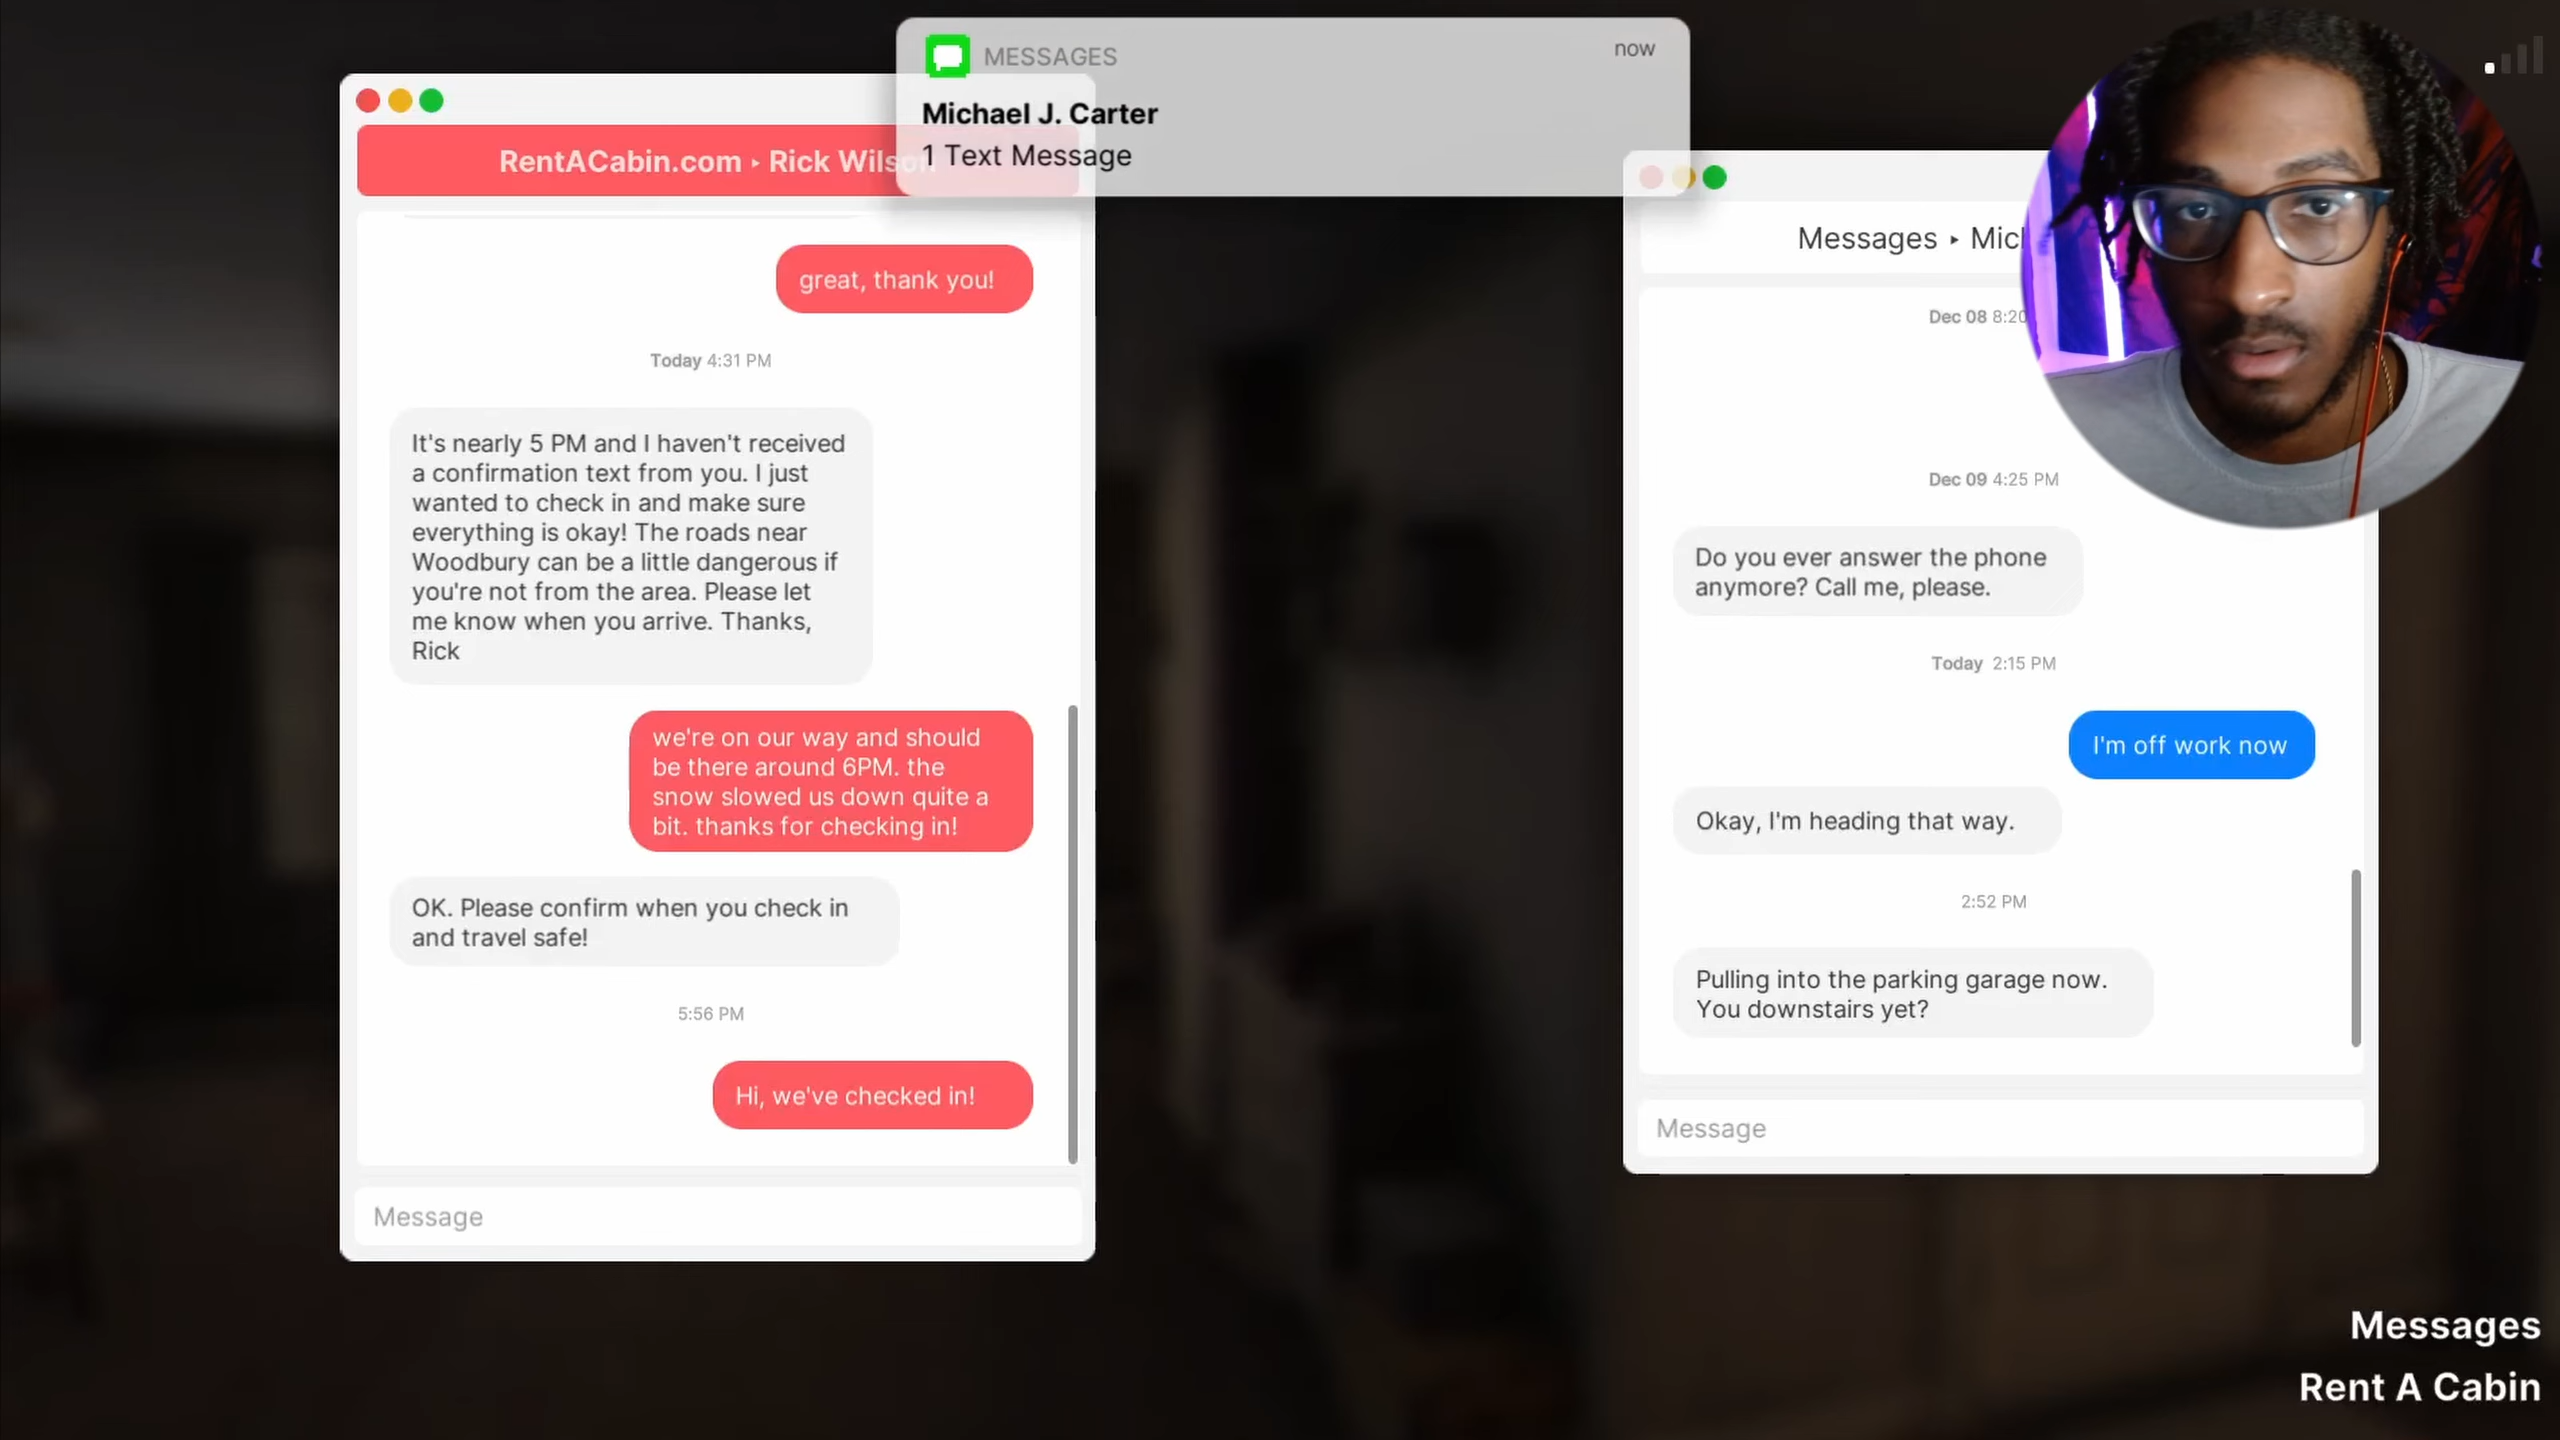 MESSAGES
now
Michael J. Carter
1 Text Message
RentACabin.com ▸ Rick Wilson
great, thank you!
Today 4:31 PM
It's nearly 5 PM and I haven't received
a confirmation text from you. I just
wanted to check in and make sure
everything is okay! The roads near
Woodbury can be a little dangerous if
you're not from the area. Please let
me know when you arrive. Thanks,
Rick
we're on our way and should
be there around 6PM. the
snow slowed us down quite a
bit. thanks for checking in!
OK. Please confirm when you check in
and travel safe!
5:56 PM
Hi, we've checked in!
Message
Messages ▸ Mic
Dec 08 8:20
Dec 09 4:25 PM
Do you ever answer the phone
anymore? Call me, please.
Today 2:15 PM
I'm off work now
Okay, I'm heading that way.
2:52 PM
Pulling into the parking garage now.
You downstairs yet?
Message
Messages
Rent A Cabin